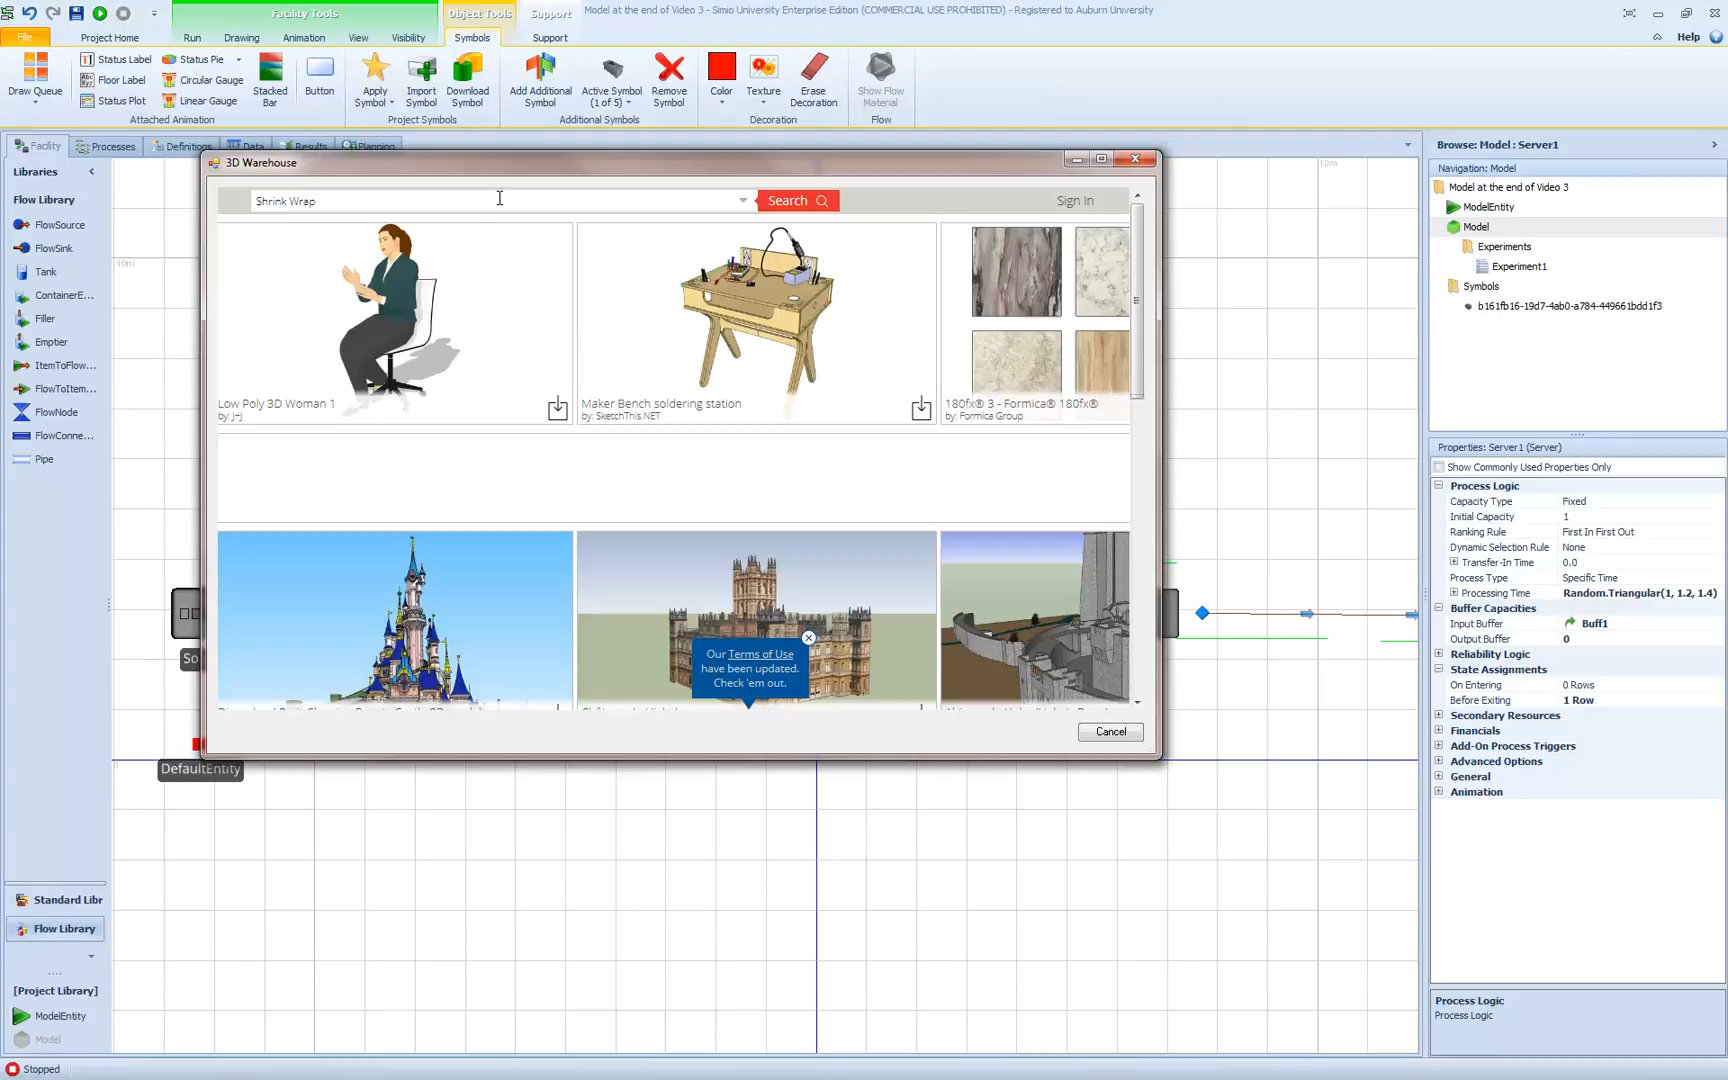 Facility Tools
Object Tools
Support
Model at the end of Video 3 - Simio University Enterprise Edition (COMMERCIAL USE PROHIBITED) - Registered to Auburn University
File
Project Home
Run
Drawing
Animation
View
Visibility
Symbols
Support
Help
Draw Queue
Status Label
Floor Label
Status Plot
Status Pie
Circular Gauge
Linear Gauge
Stacked Bar
Button
Attached Animation
Apply Symbol
Import Symbol
Download Symbol
Project Symbols
Add Additional Symbol
Active Symbol (1 of 5)
Remove Symbol
Additional Symbols
Color
Texture
Erase Decoration
Decoration
Show Flow Material
Flow
Facility
Processes
Definitions
Data
Results
Planning
Libraries
Flow Library
FlowSource
FlowSink
Tank
ContainerE...
Filler
Emptier
ItemToFlow...
FlowToItem...
FlowNode
FlowConne...
Pipe
Standard Libr
Flow Library
[Project Library]
ModelEntity
Model
Stopped
-10m
10m
So
DefaultEntity
3D Warehouse
Shrink Wrap
Search
Sign In
Low Poly 3D Woman 1
by: J+J
Maker Bench soldering station
by: SketchThis.NET
180fx® 3 - Formica® 180fx®
by: Formica Group
Our Terms of Use
have been updated.
Check 'em out.
Cancel
Browse: Model : Server1
Navigation: Model
Model at the end of Video 3
ModelEntity
Model
Experiments
Experiment1
Symbols
b161fb16-19d7-4ab0-a784-449661bdd1f3
Properties: Server1 (Server)
Show Commonly Used Properties Only
Process Logic
Capacity Type Fixed
Initial Capacity 1
Ranking Rule First In First Out
Dynamic Selection Rule None
Transfer-In Time 0.0
Process Type Specific Time
Processing Time Random.Triangular(1, 1.2, 1.4)
Buffer Capacities
Input Buffer Buff1
Output Buffer 0
Reliability Logic
State Assignments
On Entering 0 Rows
Before Exiting 1 Row
Secondary Resources
Financials
Add-On Process Triggers
Advanced Options
General
Animation
Process Logic
Process Logic